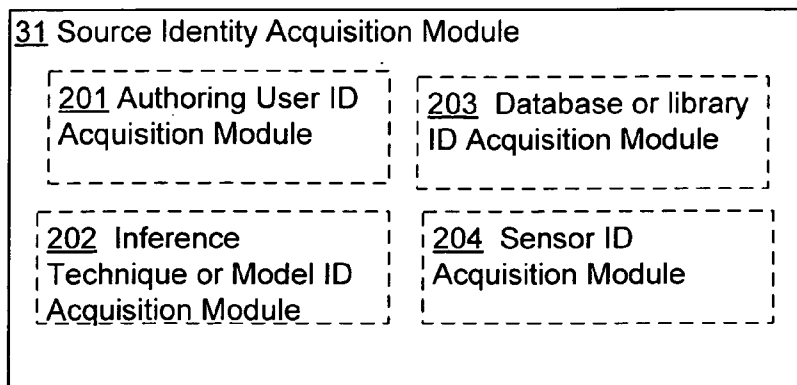 31 Source Identity Acquisition Module
201 Authoring User ID
Acquisition Module
203 Database or library
ID Acquisition Module
202 Inference
Technique or Model ID
Acquisition Module
204 Sensor ID
Acquisition Module